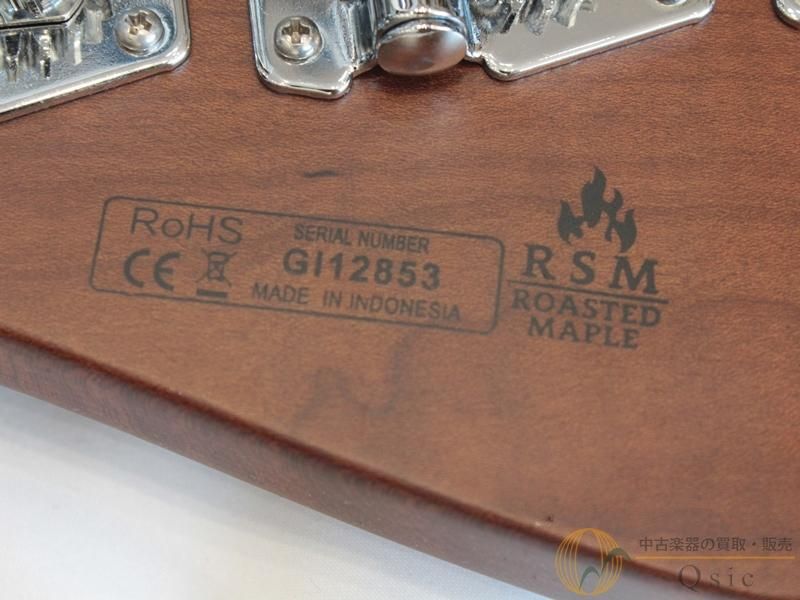 RoHS
SERIAL NUMBER
GI12853
MADE IN INDONESIA
CE
RSM
ROASTED
MAPLE
中古楽器の買取・販売
Qsic